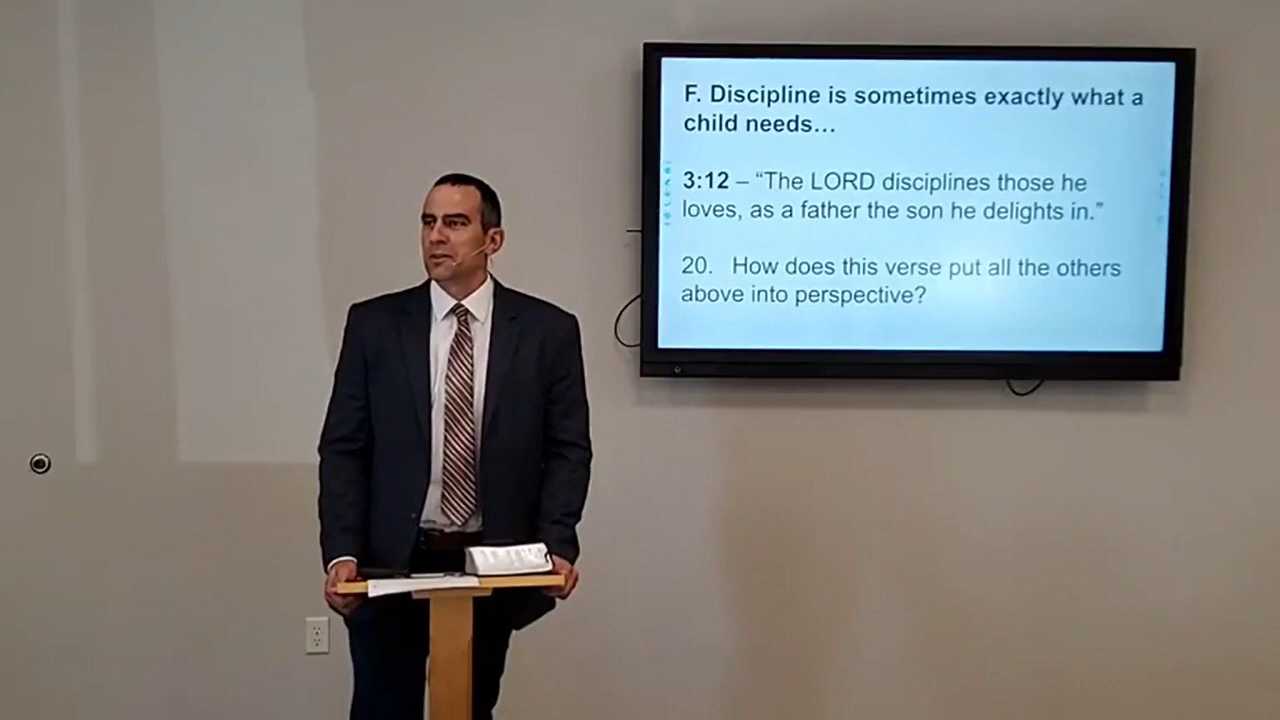 F. Discipline is sometimes exactly what a
child needs…
3:12 – “The LORD disciplines those he
loves, as a father the son he delights in.”
20. How does this verse put all the others
above into perspective?